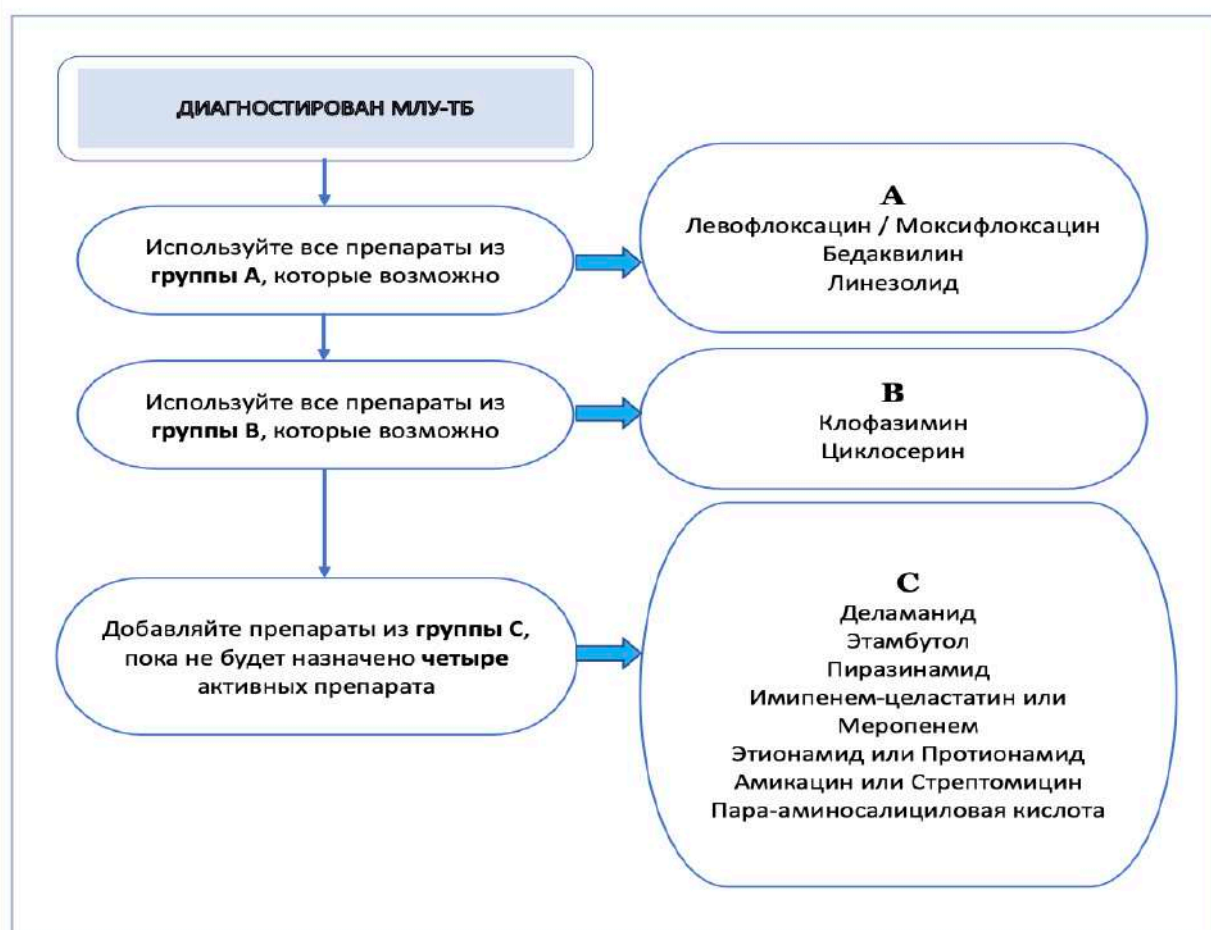 ДИАГНОСТИРОВАН МЛУ-ТБ
Используйте все препараты из
группы А, которые возможно
А
Левофлоксацин / Моксифлоксацин
Бедаквилин
Линезолид
Используйте все препараты из
группы В, которые возможно
В
Клофазимин
Циклосерин
Добавляйте препараты из группы С,
пока не будет назначено четыре
активных препарата
С
Деламанид
Этамбутол
Пиразинамид
Имипенем-целастатин или
Меропенем
Этионамид или Протионамид
Амикацин или Стрептомицин
Пара-аминосалициловая кислота